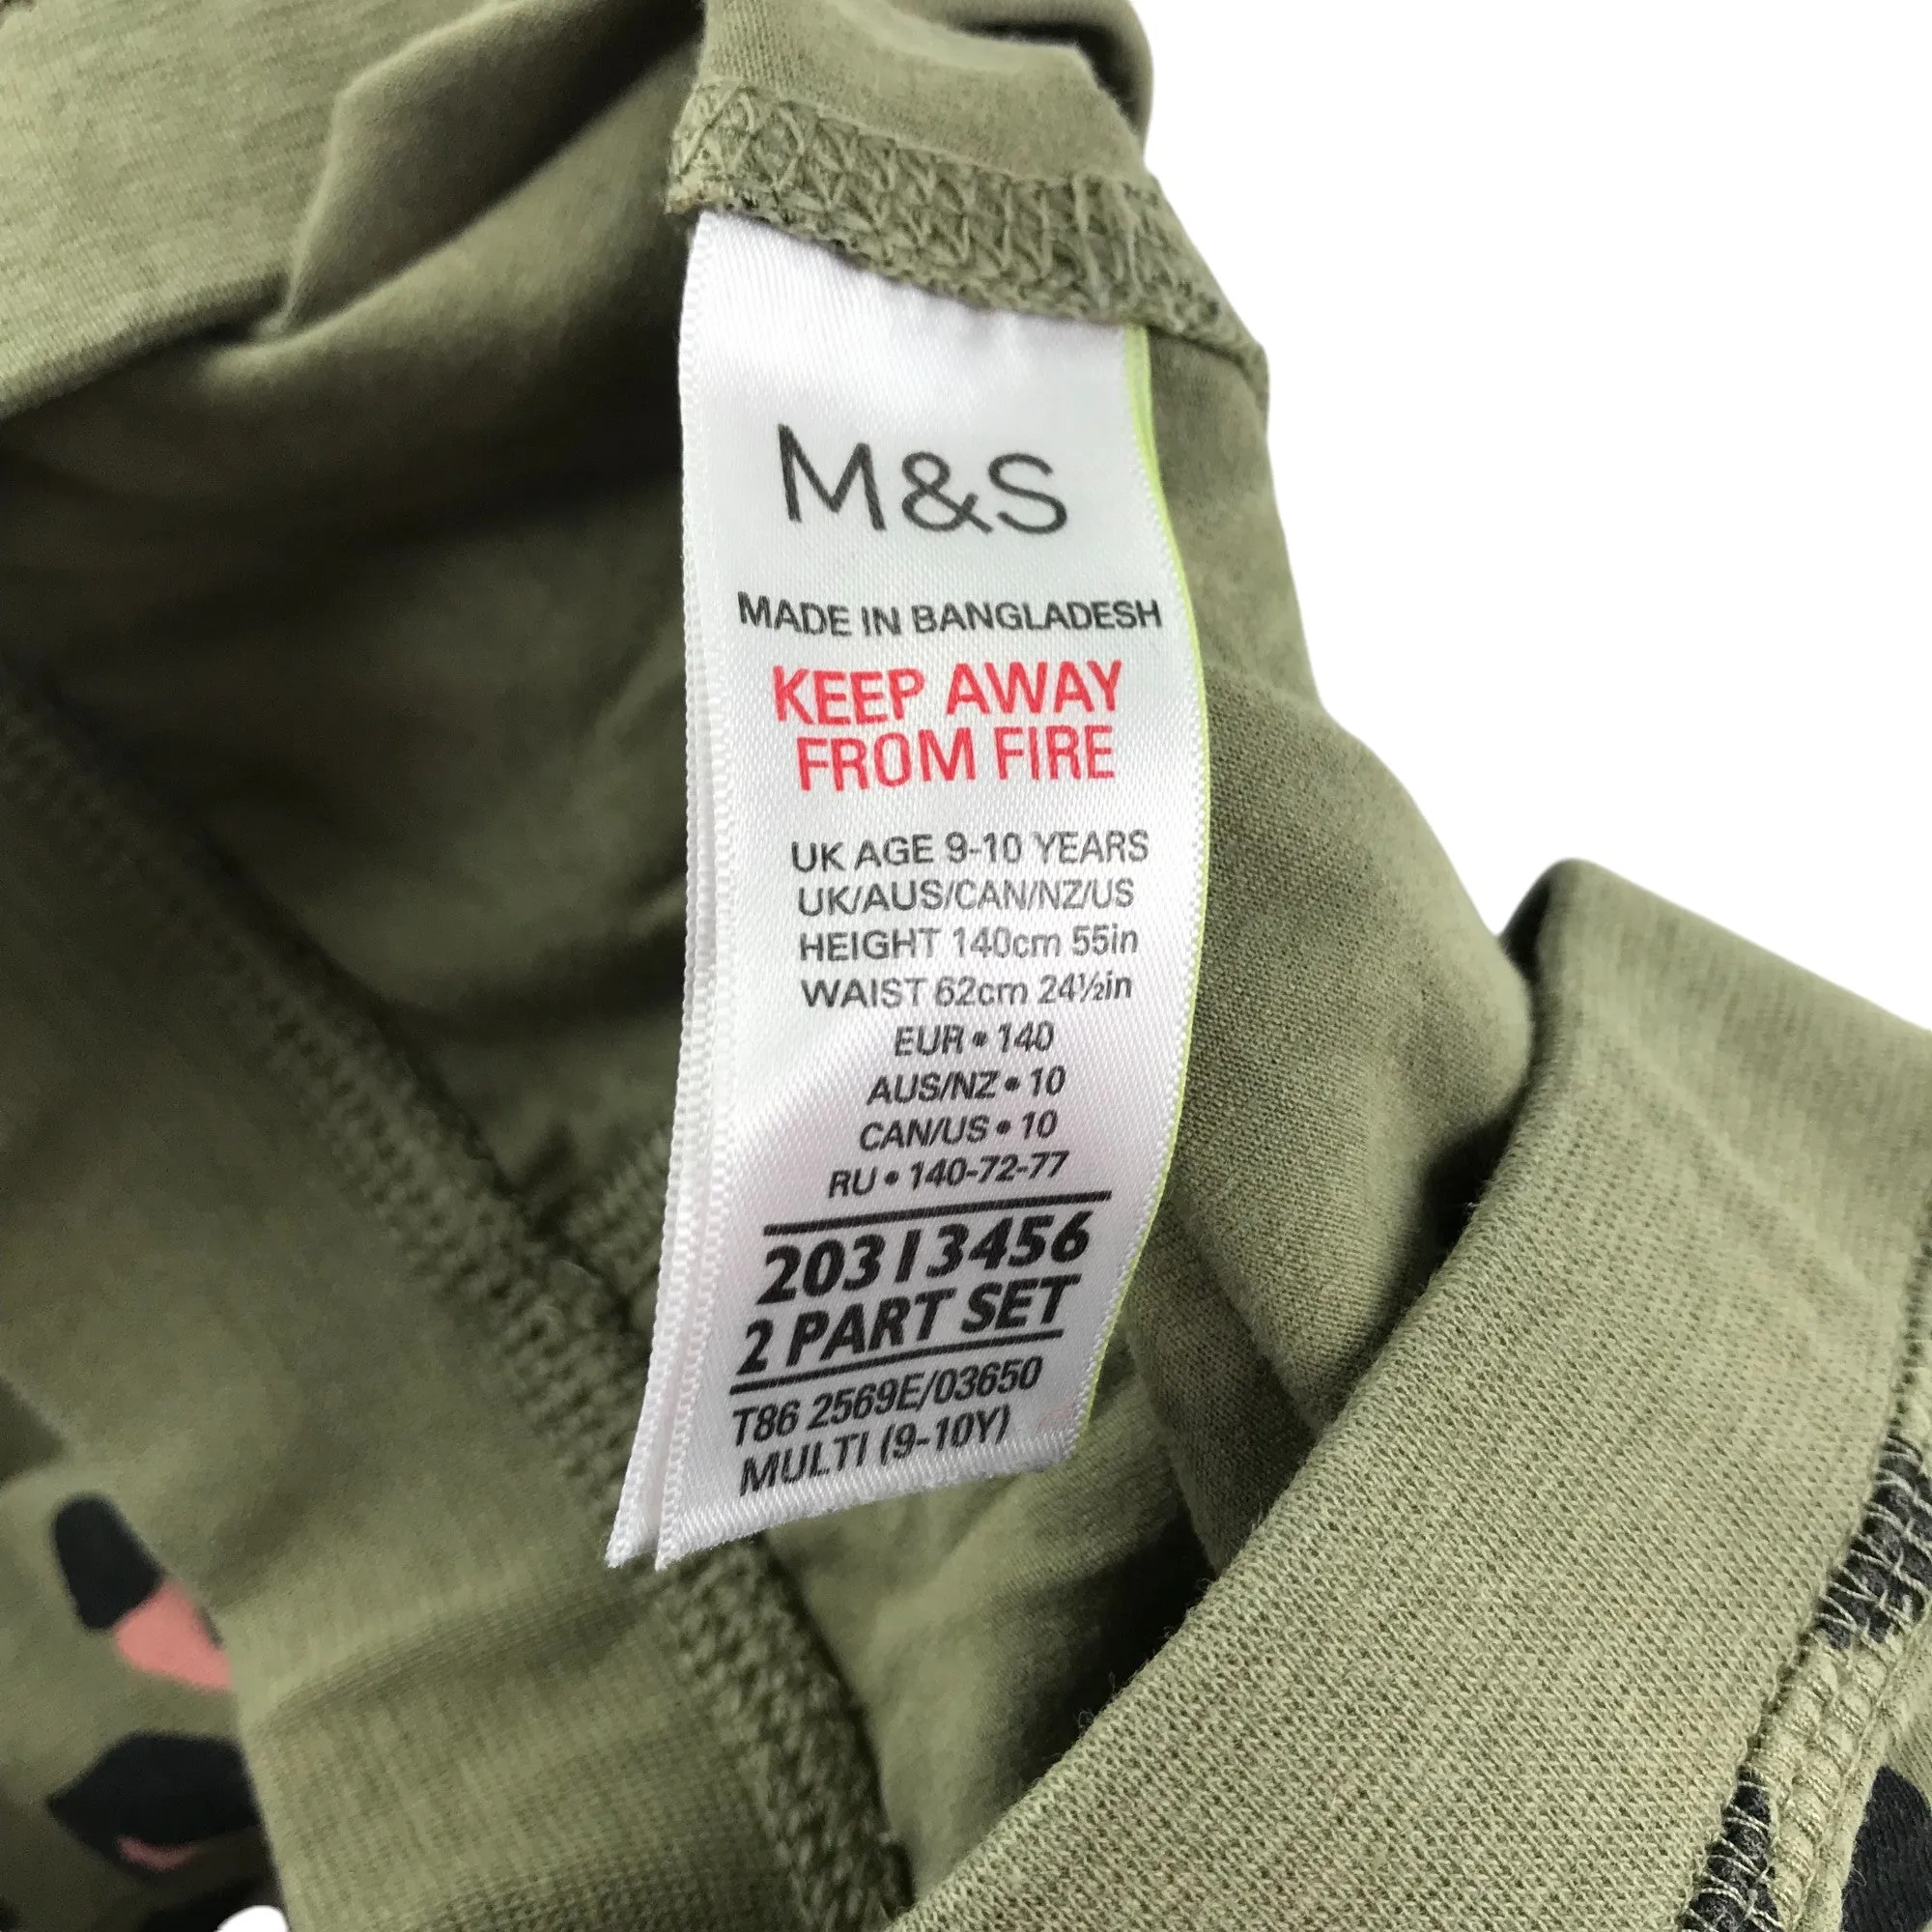 M&S
MADE IN BANGLADESH
KEEP AWAY
FROM FIRE
UK AGE 9-10 YEARS
UK/AUS/CAN/NZ/US
HEIGHT 140cm 55in
WAIST 62cm 24½in
EUR • 140
AUS/NZ • 10
CAN/US • 10
RU • 140-72-77
20313456
2 PART SET
T86 2569E/03650
MULTI (9-10Y)